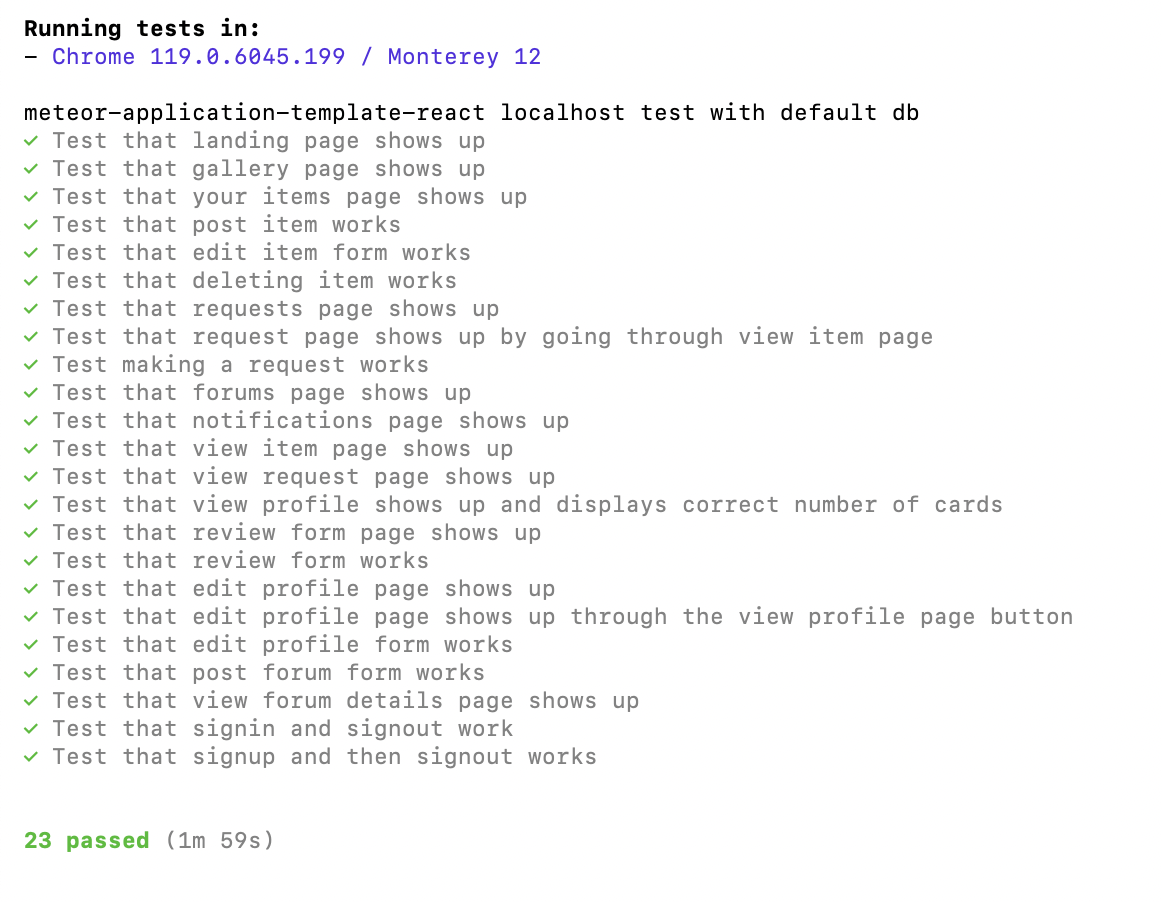 Running tests in:
- Chrome 119.0.6045.199 / Monterey 12
meteor-application-template-react localhost test with default db
✓ Test that landing page shows up
✓ Test that gallery page shows up
✓ Test that your items page shows up
✓ Test that post item works
✓ Test that edit item form works
✓ Test that deleting item works
✓ Test that requests page shows up
✓ Test that request page shows up by going through view item page
✓ Test making a request works
✓ Test that forums page shows up
✓ Test that notifications page shows up
✓ Test that view item page shows up
✓ Test that view request page shows up
✓ Test that view profile shows up and displays correct number of cards
✓ Test that review form page shows up
✓ Test that review form works
✓ Test that edit profile page shows up
✓ Test that edit profile page shows up through the view profile page button
✓ Test that edit profile form works
✓ Test that post forum form works
✓ Test that view forum details page shows up
✓ Test that signin and signout work
✓ Test that signup and then signout works
23 passed (1m 59s)